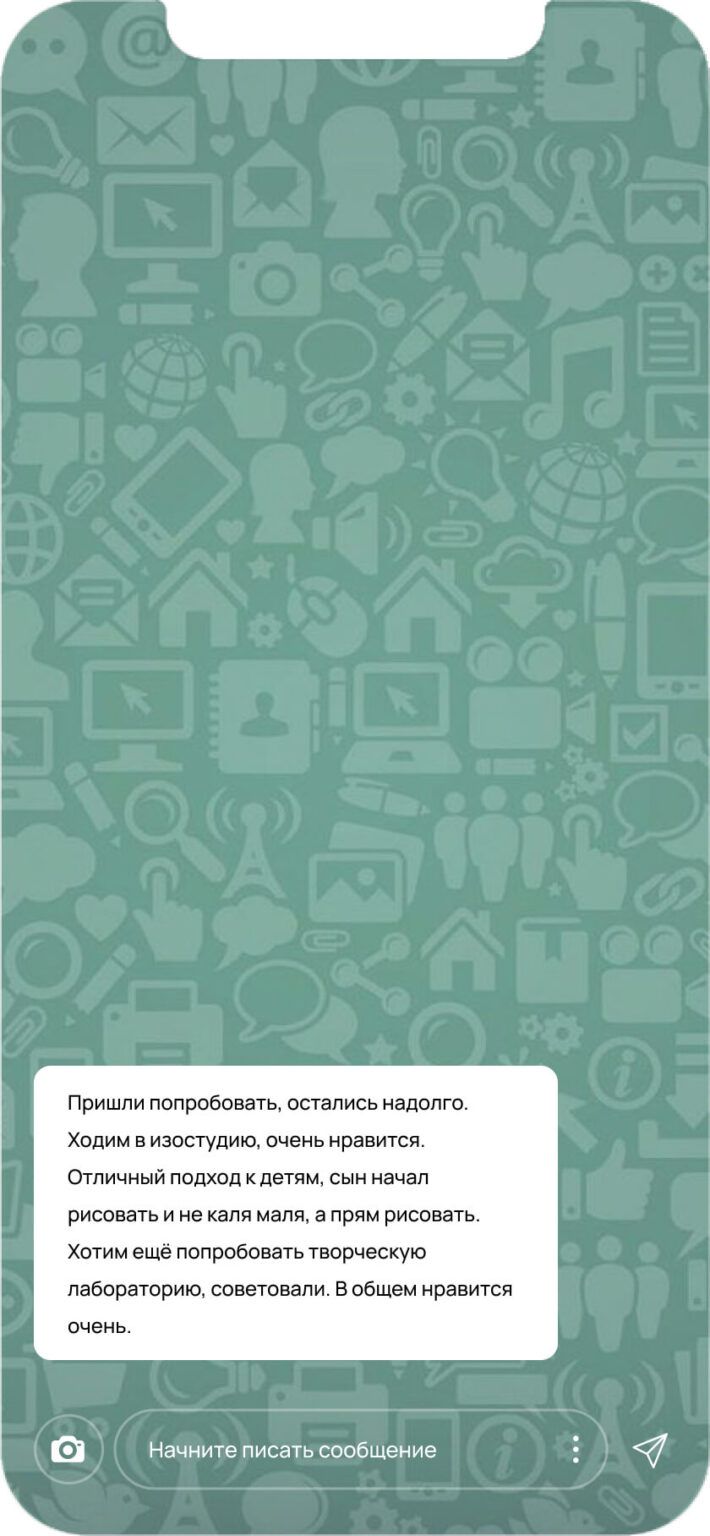 Пришли попробовать, остались надолго.
Ходим в изостудию, очень нравится.
Отличный подход к детям, сын начал
рисовать и не каля маля, а прям рисовать.
Хотим ещё попробовать творческую
лабораторию, советовали. В общем нравится
очень.
Начните писать сообщение